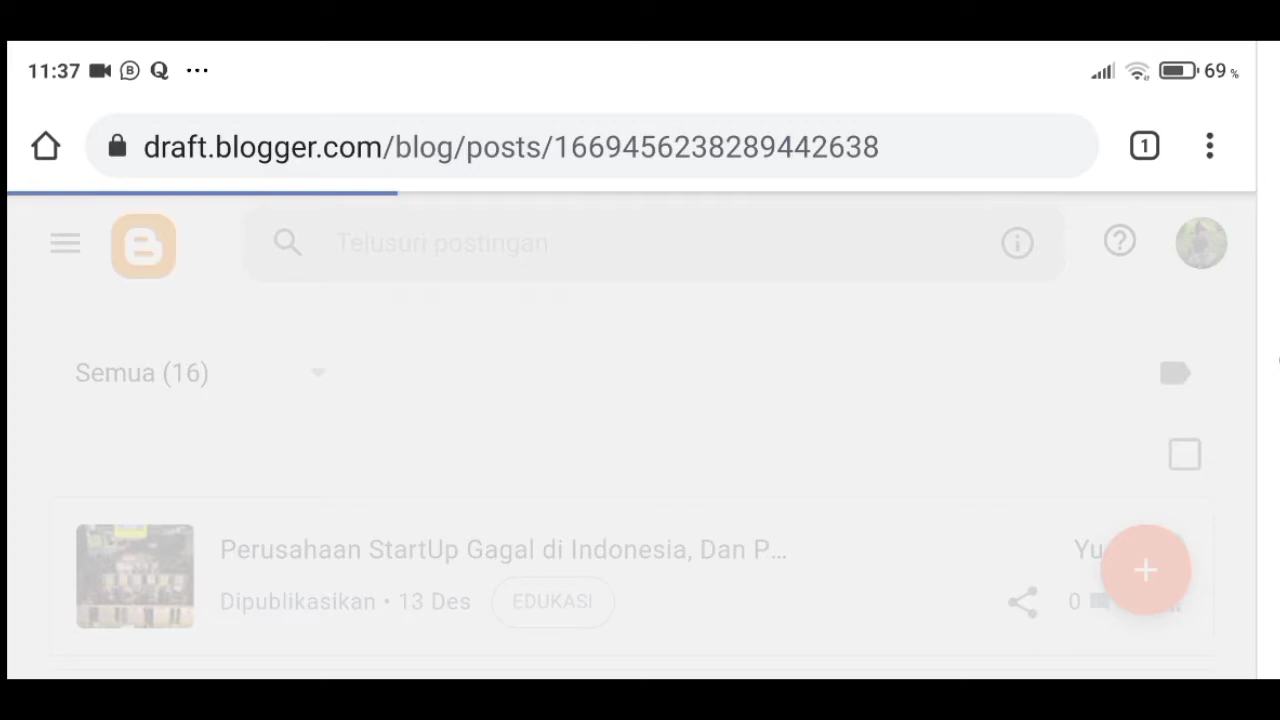 11:37 B Q ... 69 %
draft.blogger.com/blog/posts/1669456238289442638 1
Telusuri postingan
Semua (16)
Perusahaan StartUp Gagal di Indonesia, Dan P... Yu
Dipublikasikan • 13 Des EDUKASI 0